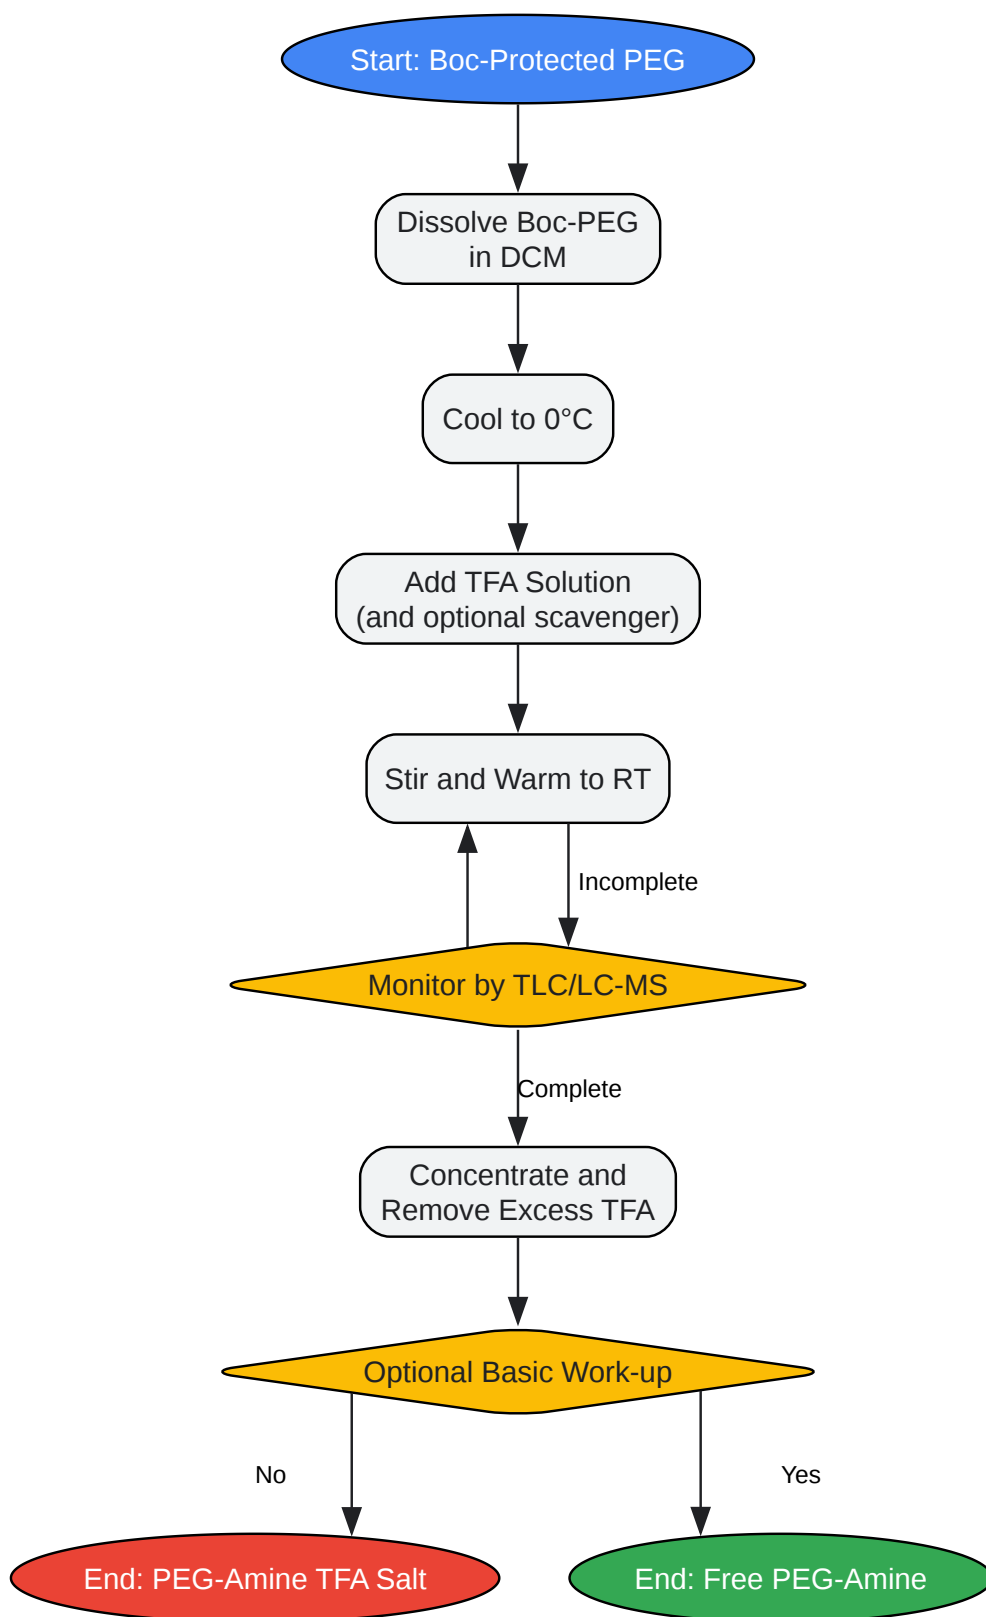 Start: Boc-Protected PEG
Dissolve Boc-PEG
in DCM
Cool to 0°C
Add TFA Solution
(and optional scavenger)
Stir and Warm to RT
Incomplete
Monitor by TLC/LC-MS
Complete
Concentrate and
Remove Excess TFA
Optional Basic Work-up
No
Yes
End: PEG-Amine TFA Salt
End: Free PEG-Amine